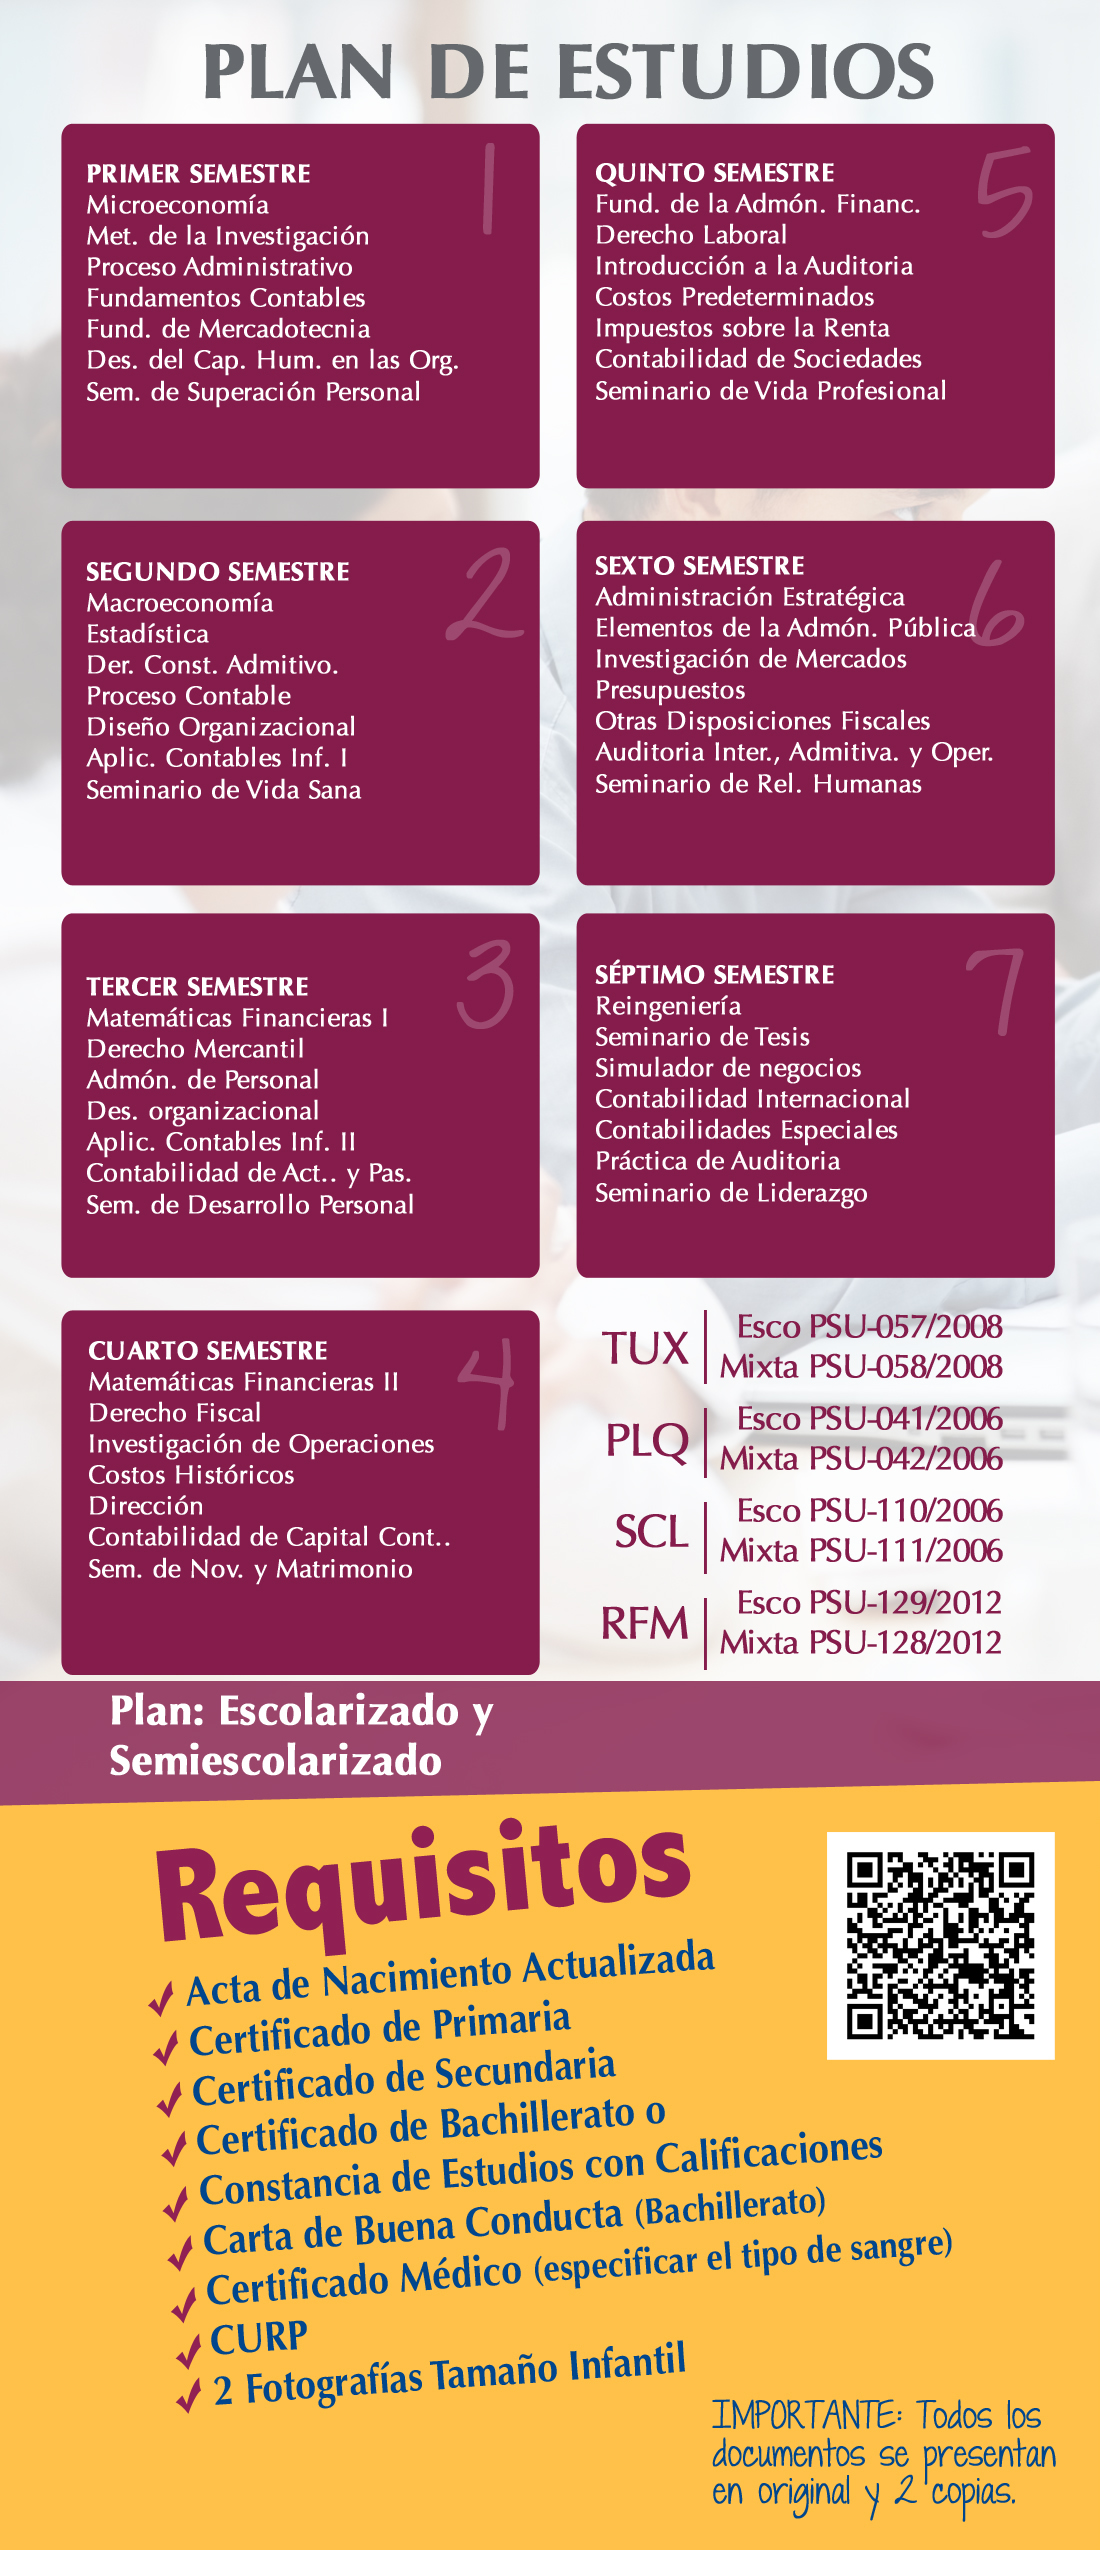 PLAN DE ESTUDIOS
1
PRIMER SEMESTRE
Microeconomía
Met. de la Investigación
Proceso Administrativo
Fundamentos Contables
Fund. de Mercadotecnia
Des. del Cap. Hum. en las Org.
Sem. de Superación Personal
2
SEGUNDO SEMESTRE
Macroeconomía
Estadística
Der. Const. Admitivo.
Proceso Contable
Diseño Organizacional
Aplic. Contables Inf. I
Seminario de Vida Sana
3
TERCER SEMESTRE
Matemáticas Financieras I
Derecho Mercantil
Admón. de Personal
Des. organizacional
Aplic. Contables Inf. II
Contabilidad de Act.. y Pas.
Sem. de Desarrollo Personal
4
CUARTO SEMESTRE
Matemáticas Financieras II
Derecho Fiscal
Investigación de Operaciones
Costos Históricos
Dirección
Contabilidad de Capital Cont..
Sem. de Nov. y Matrimonio
5
QUINTO SEMESTRE
Fund. de la Admón. Financ.
Derecho Laboral
Introducción a la Auditoria
Costos Predeterminados
Impuestos sobre la Renta
Contabilidad de Sociedades
Seminario de Vida Profesional
6
SEXTO SEMESTRE
Administración Estratégica
Elementos de la Admón. Pública
Investigación de Mercados
Presupuestos
Otras Disposiciones Fiscales
Auditoria Inter., Admitiva. y Oper.
Seminario de Rel. Humanas
7
SÉPTIMO SEMESTRE
Reingeniería
Seminario de Tesis
Simulador de negocios
Contabilidad Internacional
Contabilidades Especiales
Práctica de Auditoria
Seminario de Liderazgo
TUX
Esco PSU-057/2008
Mixta PSU-058/2008
PLQ
Esco PSU-041/2006
Mixta PSU-042/2006
SCL
Esco PSU-110/2006
Mixta PSU-111/2006
RFM
Esco PSU-129/2012
Mixta PSU-128/2012
Plan: Escolarizado y
Semiescolarizado
Requisitos
Acta de Nacimiento Actualizada
Certificado de Primaria
Certificado de Secundaria
Certificado de Bachillerato o
Constancia de Estudios con Calificaciones
Carta de Buena Conducta (Bachillerato)
Certificado Médico (especificar el tipo de sangre)
CURP
2 Fotografías Tamaño Infantil
IMPORTANTE: Todos los
documentos se presentan
en original y 2 copias.